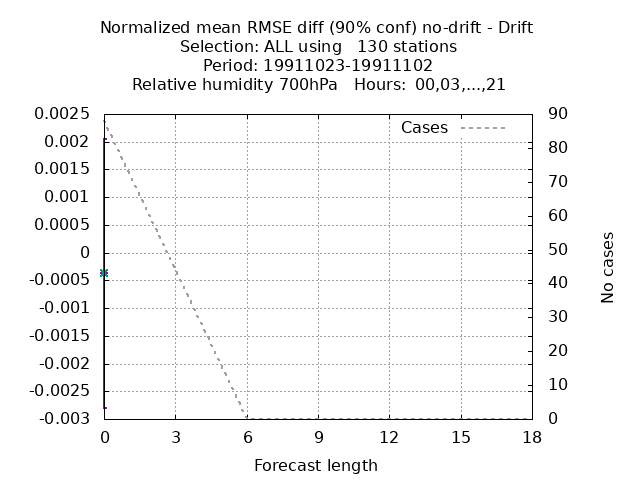 Normalized mean RMSE diff (90% conf) no-drift - Drift
Selection: ALL using   130 stations
Period: 19911023-19911102
Relative humidity 700hPa   Hours: 00,03,...,21
Cases
0.0025
0.002
0.0015
0.001
0.0005
0
-0.0005
-0.001
-0.0015
-0.002
-0.0025
-0.003
90
80
70
60
50
40
30
20
10
0
No cases
0 3 6 9 12 15 18
Forecast length